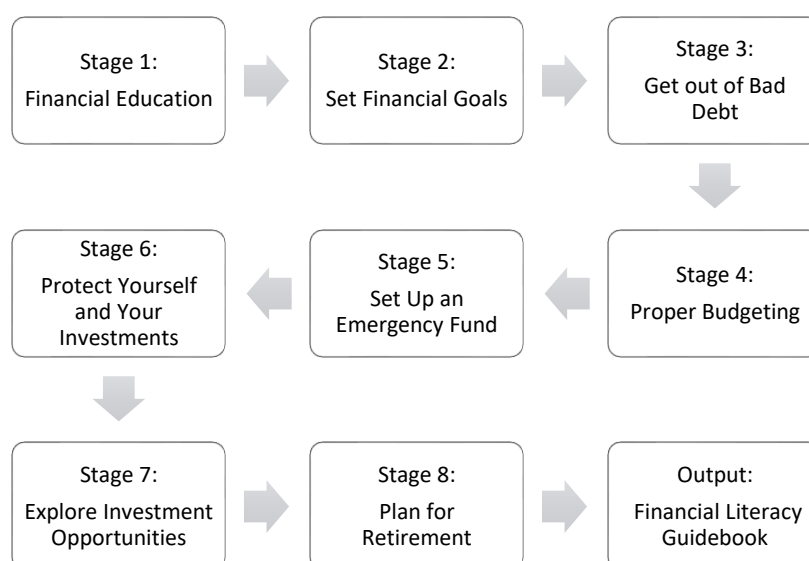 Stage 1:
Financial Education
Stage 2:
Set Financial Goals
Stage 3:
Get out of Bad
Debt
Stage 4:
Proper Budgeting
Stage 5:
Set Up an
Emergency Fund
Stage 6:
Protect Yourself
and Your
Investments
Stage 7:
Explore Investment
Opportunities
Stage 8:
Plan for
Retirement
Output:
Financial Literacy
Guidebook